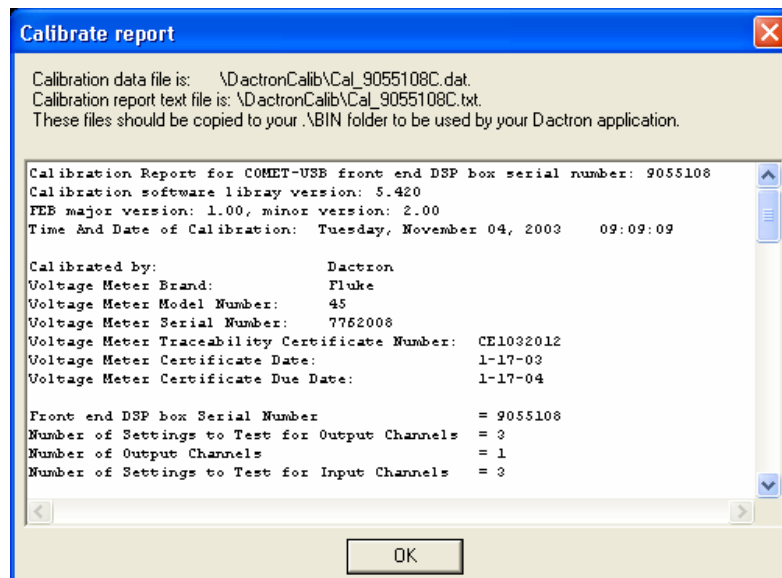 Calibrate report
Calibration data file is: \DactronCalib\Cal_9055108C.dat.
Calibration report text file is: \DactronCalib\Cal_9055108C.txt.
These files should be copied to your .\BIN folder to be used by your Dactron application.
Calibration Report for COMET-USB front end DSP box serial number: 9055108
Calibration software libray version: 5.420
FEB major version: 1.00, minor version: 2.00
Time And Date of Calibration: Tuesday, November 04, 2003 09:09:09
Calibrated by: Dactron
Voltage Meter Brand: Fluke
Voltage Meter Model Number: 45
Voltage Meter Serial Number: 7762008
Voltage Meter Traceability Certificate Number: CE1032012
Voltage Meter Certificate Date: 1-17-03
Voltage Meter Certificate Due Date: 1-17-04
Front end DSP box Serial Number = 9055108
Number of Settings to Test for Output Channels = 3
Number of Output Channels = 1
Number of Settings to Test for Input Channels = 3
OK